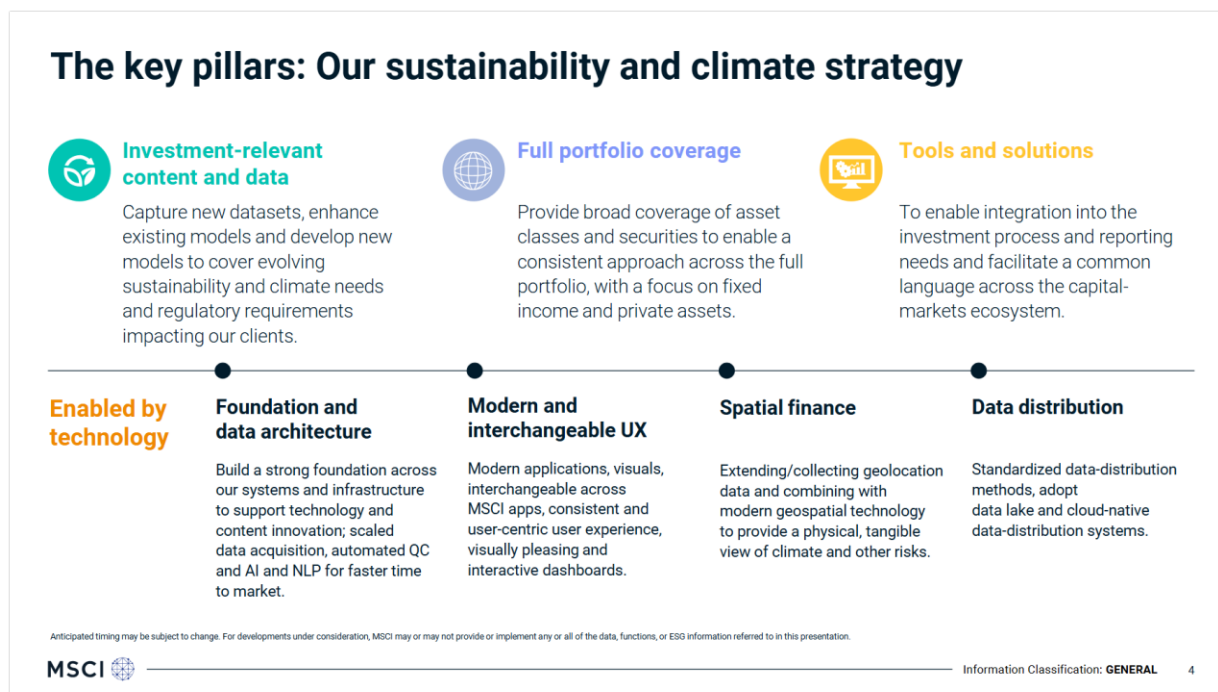 The key pillars: Our sustainability and climate strategy
Investment-relevant
content and data
Capture new datasets, enhance
existing models and develop new
models to cover evolving
sustainability and climate needs
and regulatory requirements
impacting our clients.
Full portfolio coverage
Provide broad coverage of asset
classes and securities to enable a
consistent approach across the full
portfolio, with a focus on fixed
income and private assets.
Tools and solutions
To enable integration into the
investment process and reporting
needs and facilitate a common
language across the capital-
markets ecosystem.
Enabled by
technology
Foundation and
data architecture
Build a strong foundation across
our systems and infrastructure
to support technology and
content innovation; scaled
data acquisition, automated QC
and AI and NLP for faster time
to market.
Modern and
interchangeable UX
Modern applications, visuals,
interchangeable across
MSCI apps, consistent and
user-centric user experience,
visually pleasing and
interactive dashboards.
Spatial finance
Extending/collecting geolocation
data and combining with
modern geospatial technology
to provide a physical, tangible
view of climate and other risks.
Data distribution
Standardized data-distribution
methods, adopt
data lake and cloud-native
data-distribution systems.
Anticipated timing may be subject to change. For developments under consideration, MSCI may or may not provide or implement any or all of the data, functions, or ESG information referred to in this presentation.
MSCI
Information Classification: GENERAL
4